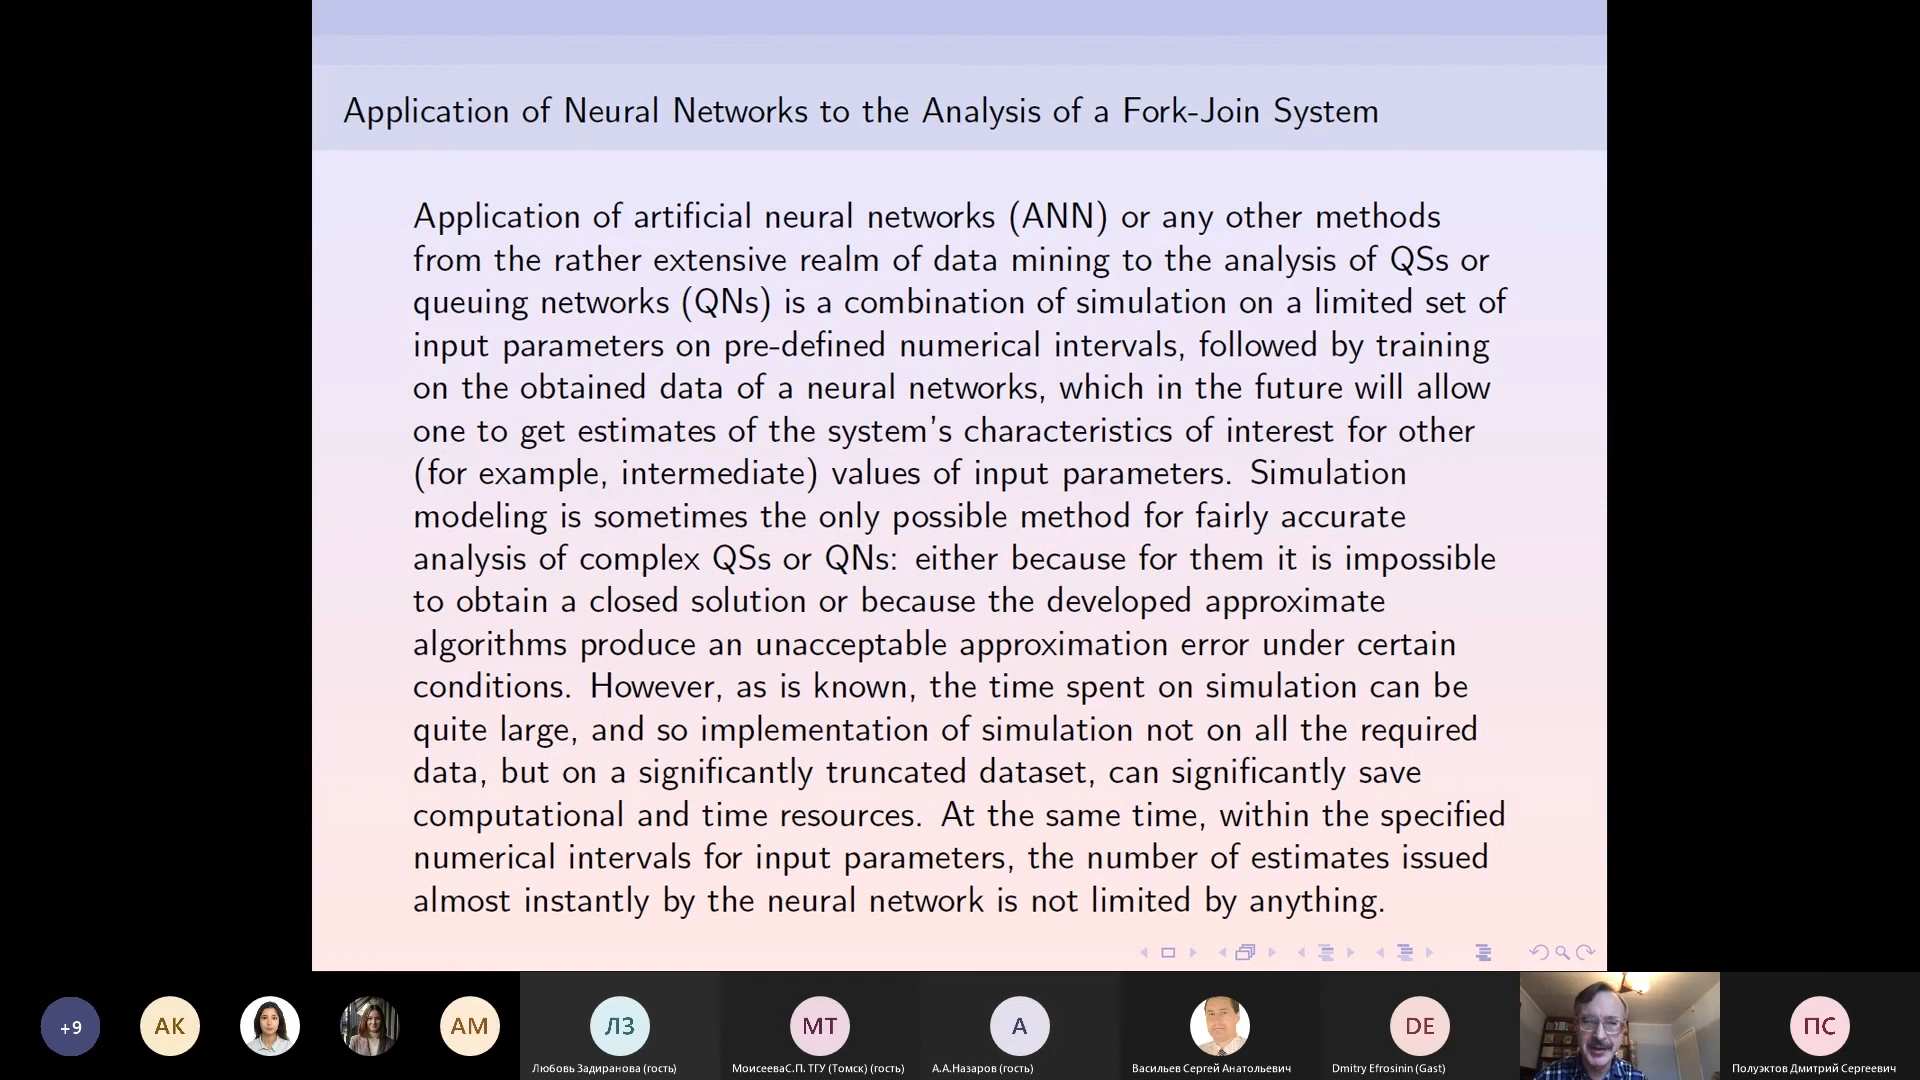 Application of Neural Networks to the Analysis of a Fork-Join System
Application of artificial neural networks (ANN) or any other methods
from the rather extensive realm of data mining to the analysis of QSs or
queuing networks (QNs) is a combination of simulation on a limited set of
input parameters on pre-defined numerical intervals, followed by training
on the obtained data of a neural networks, which in the future will allow
one to get estimates of the system's characteristics of interest for other
(for example, intermediate) values of input parameters. Simulation
modeling is sometimes the only possible method for fairly accurate
analysis of complex QSs or QNs: either because for them it is impossible
to obtain a closed solution or because the developed approximate
algorithms produce an unacceptable approximation error under certain
conditions. However, as is known, the time spent on simulation can be
quite large, and so implementation of simulation not on all the required
data, but on a significantly truncated dataset, can significantly save
computational and time resources. At the same time, within the specified
numerical intervals for input parameters, the number of estimates issued
almost instantly by the neural network is not limited by anything.
+9
АК
АМ
ЛЗ
МТ
А
DE
ПС
Любовь Задиранова (гость)
МоисееваС.П. ТГУ (Томск) (гость)
А.А.Назаров (гость)
Васильев Сергей Анатольевич
Dmitry Efrosinin (Gast)
Полуэктов Дмитрий Сергеевич